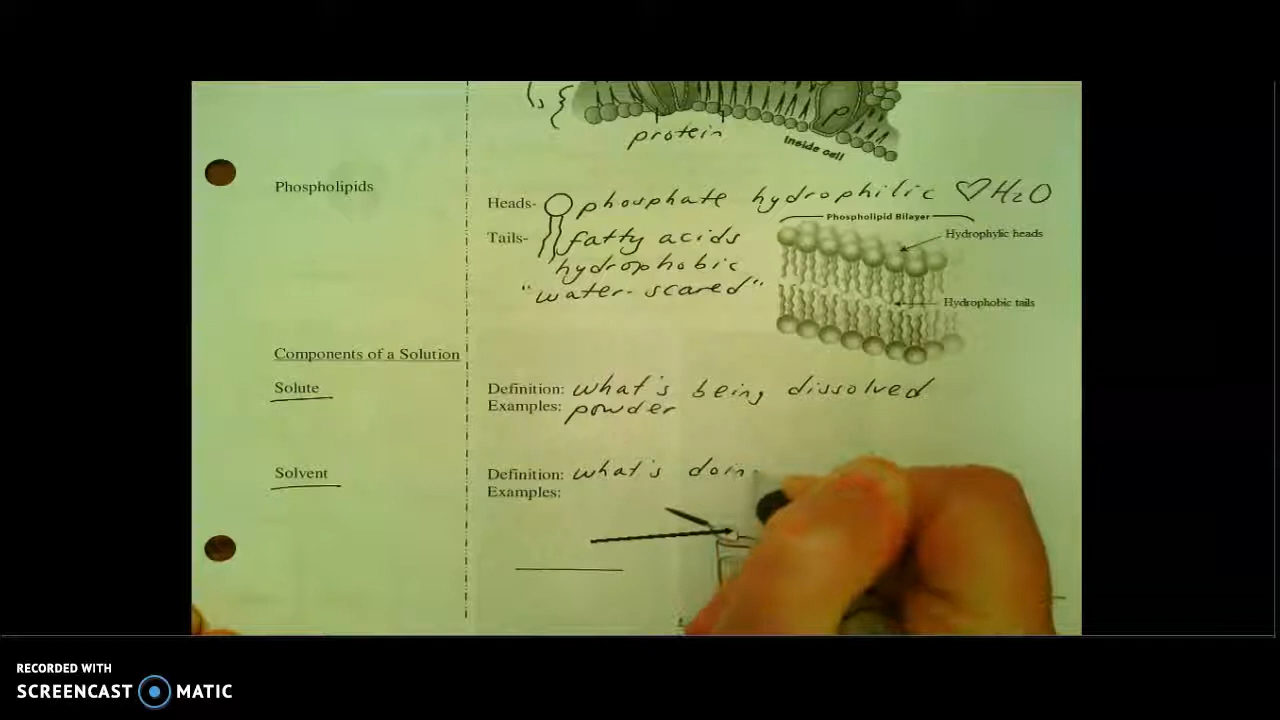 protein
P
Inside cell
Phospholipids
Heads- phosphate hydrophilic ♡ H2O
Phospholipid Bilayer
Hydrophylic heads
Tails- fatty acids
hydrophobic
"water-scared"
Hydrophobic tails
Components of a Solution
Solute
Definition: what's being dissolved
Examples: powder
Solvent
Definition: what's doin
Examples:
RECORDED WITH
SCREENCAST MATIC